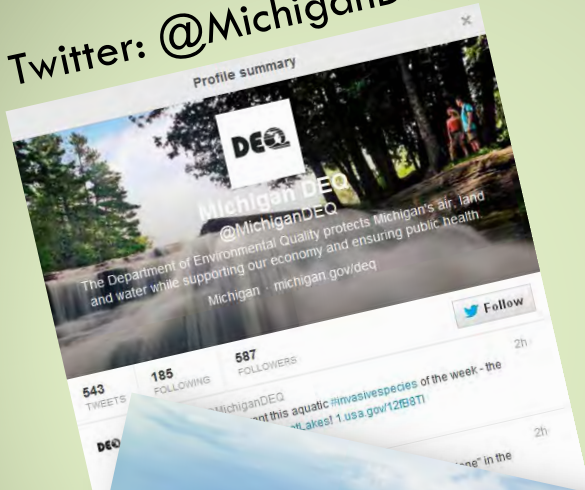 Twitter:
Profile summary
DEQ
Michigan DEQ
@MichiganDEQ
The Department of Environmental Quality protects Michigan's air, land
and water while supporting our economy and ensuring public health
Michigan · michigan.gov/deq
Follow
543 185 587
TWEETS FOLLOWING FOLLOWERS
2h
this aquatic #invasivespecies of the week - the
1.usa.gov/12fB8TI
2h
in the